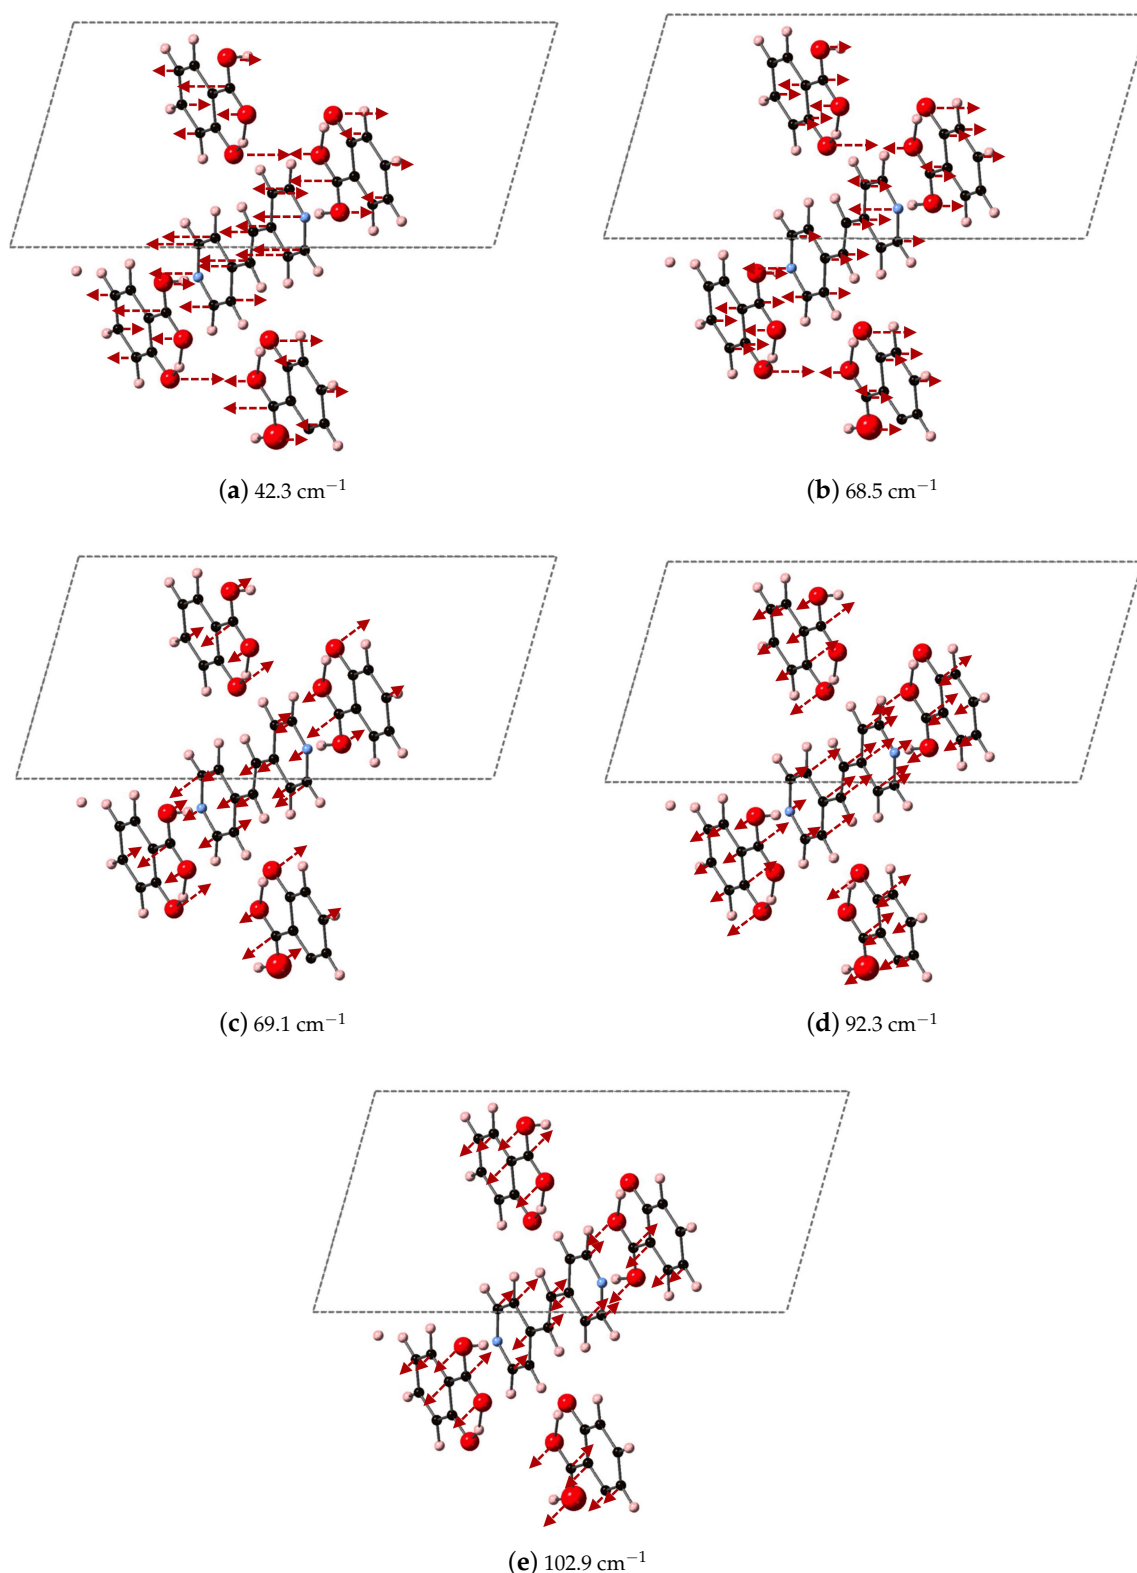 (a) 42.3 cm⁻¹
(b) 68.5 cm⁻¹
(c) 69.1 cm⁻¹
(d) 92.3 cm⁻¹
(e) 102.9 cm⁻¹